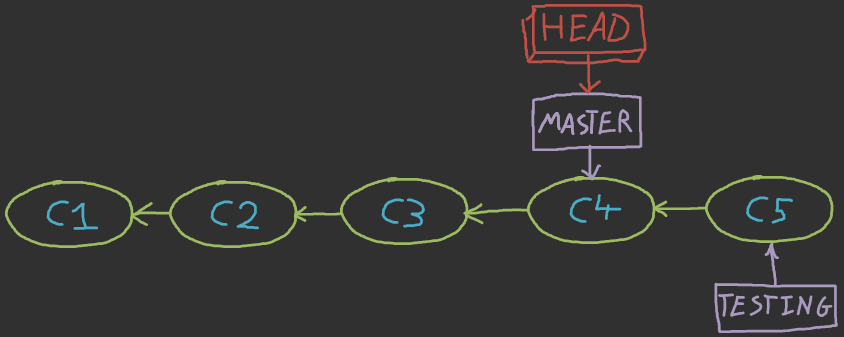 HEAD
MASTER
C1 C2 C3 C4 C5
TESTING